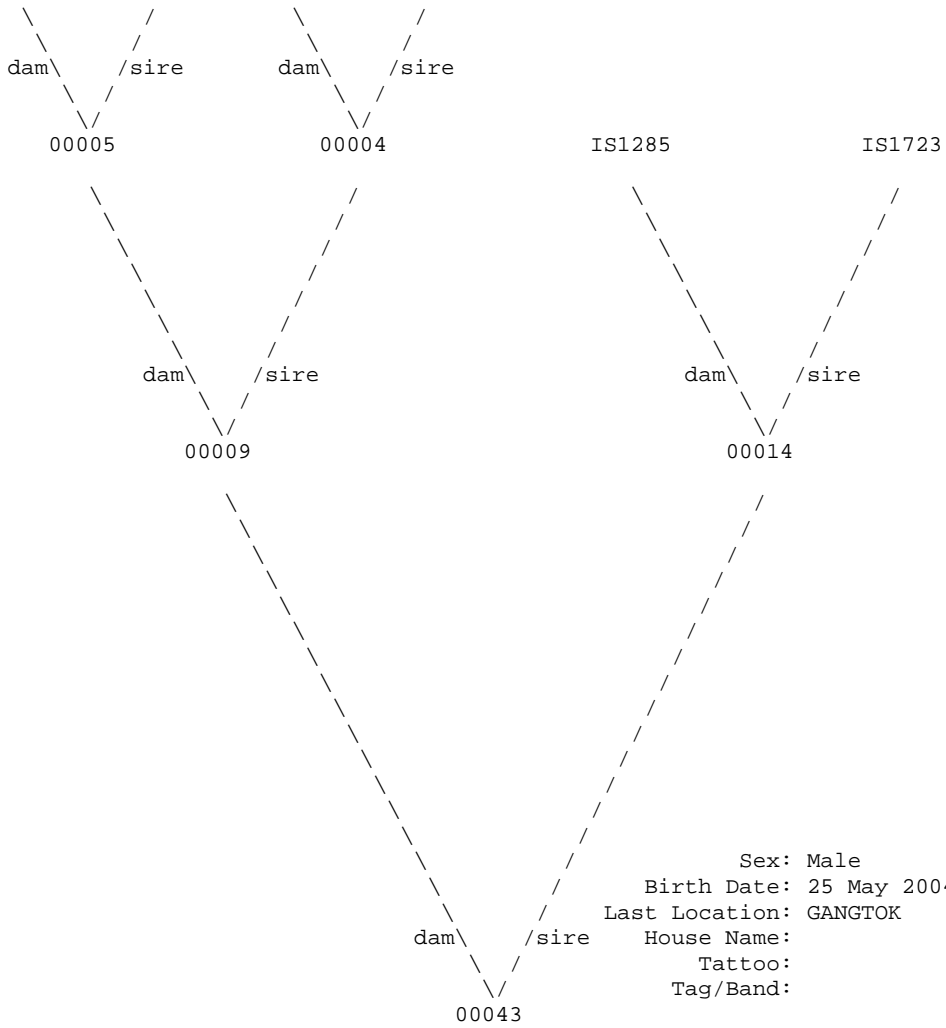 dam sire dam sire
00005 00004 IS1285 IS1723
dam sire dam sire
00009 00014
Sex: Male
Birth Date: 25 May 2004
Last Location: GANGTOK
dam sire House Name:
Tattoo:
Tag/Band:
00043